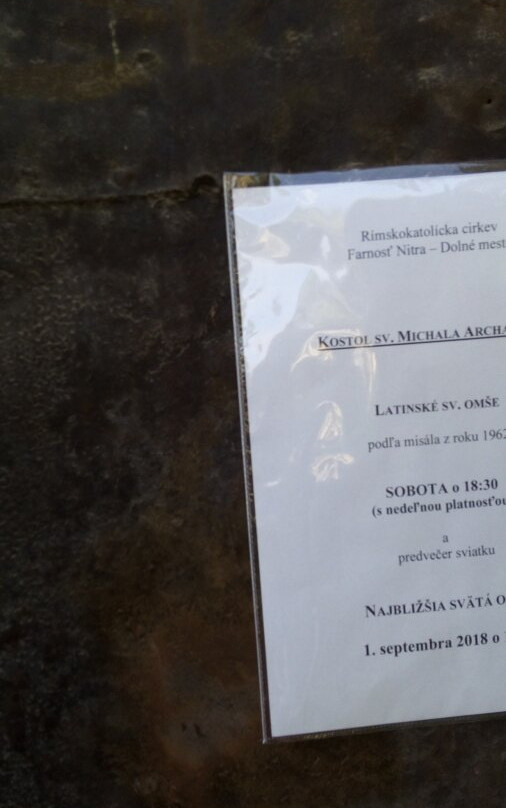 Rímskokatolícka cirkev
Farnosť Nitra – Dolné mest
KOSTOL SV. MICHALA ARCHA
LATINSKÉ SV. OMŠE
podľa misála z roku 1962
SOBOTA o 18:30
(s nedeľnou platnosťou
a
predvečer sviatku
NAJBLIŽŠIA SVÄTÁ O
1. septembra 2018 o